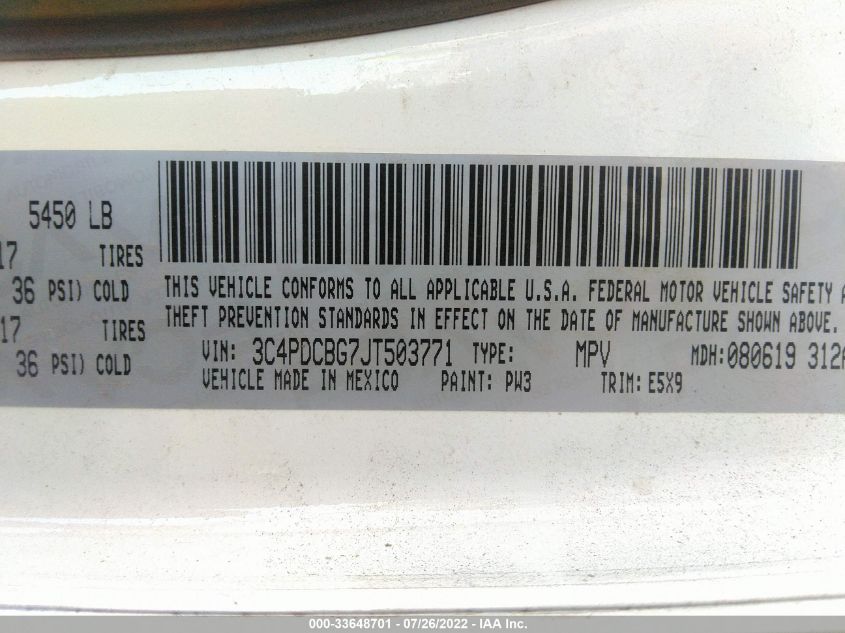 5450 LB
17 TIRES
36 PSI) COLD
17 TIRES
36 PSI) COLD
THIS VEHICLE CONFORMS TO ALL APPLICABLE U.S.A. FEDERAL MOTOR VEHICLE SAFETY A
THEFT PREVENTION STANDARDS IN EFFECT ON THE DATE OF MANUFACTURE SHOWN ABOVE.
VIN: 3C4PDCBG7JT503771 TYPE: MPV MDH:080619 312A
VEHICLE MADE IN MEXICO PAINT: PW3 TRIM: E5X9
000-33648701 - 07/26/2022 - IAA Inc.